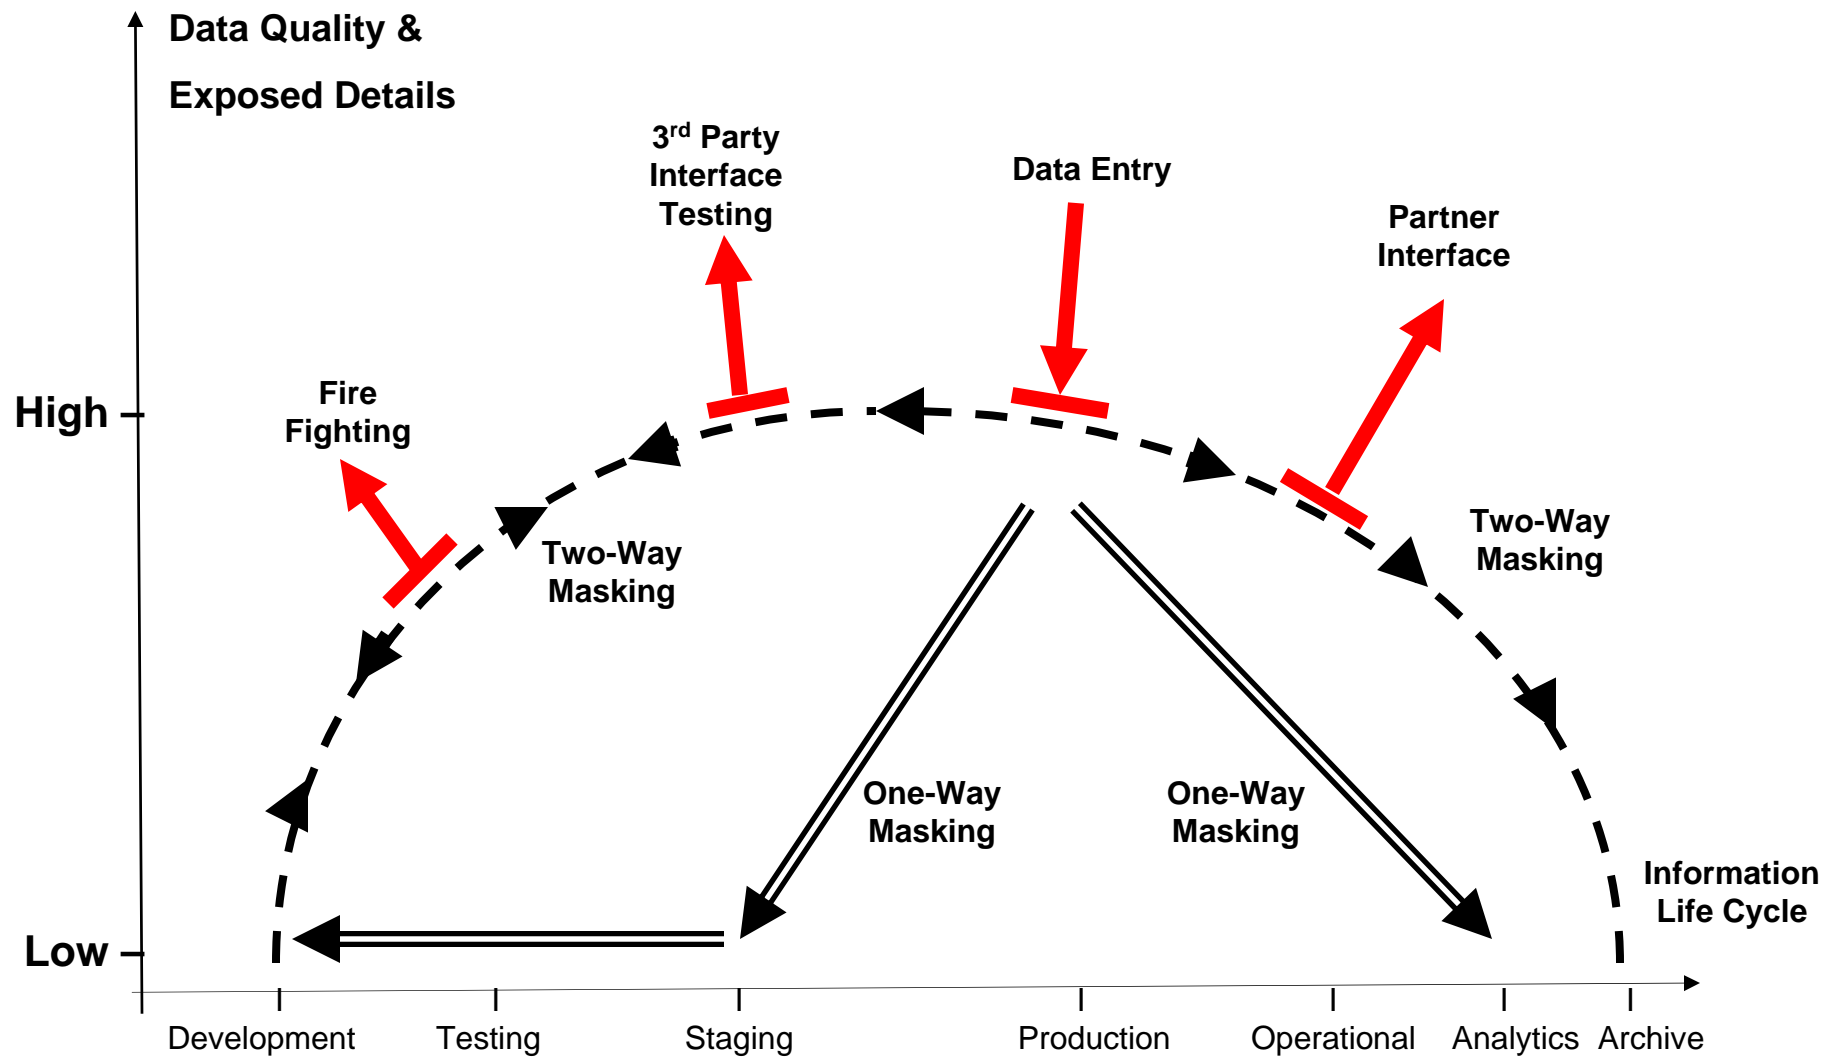 Data Quality &
Exposed Details
3rd Party
Interface
Testing
Data Entry
Partner
Interface
Fire
Fighting
High
Two-Way
Masking
Two-Way
Masking
One-Way
Masking
One-Way
Masking
Information
Life Cycle
Low
Development
Testing
Staging
Production
Operational
Analytics
Archive